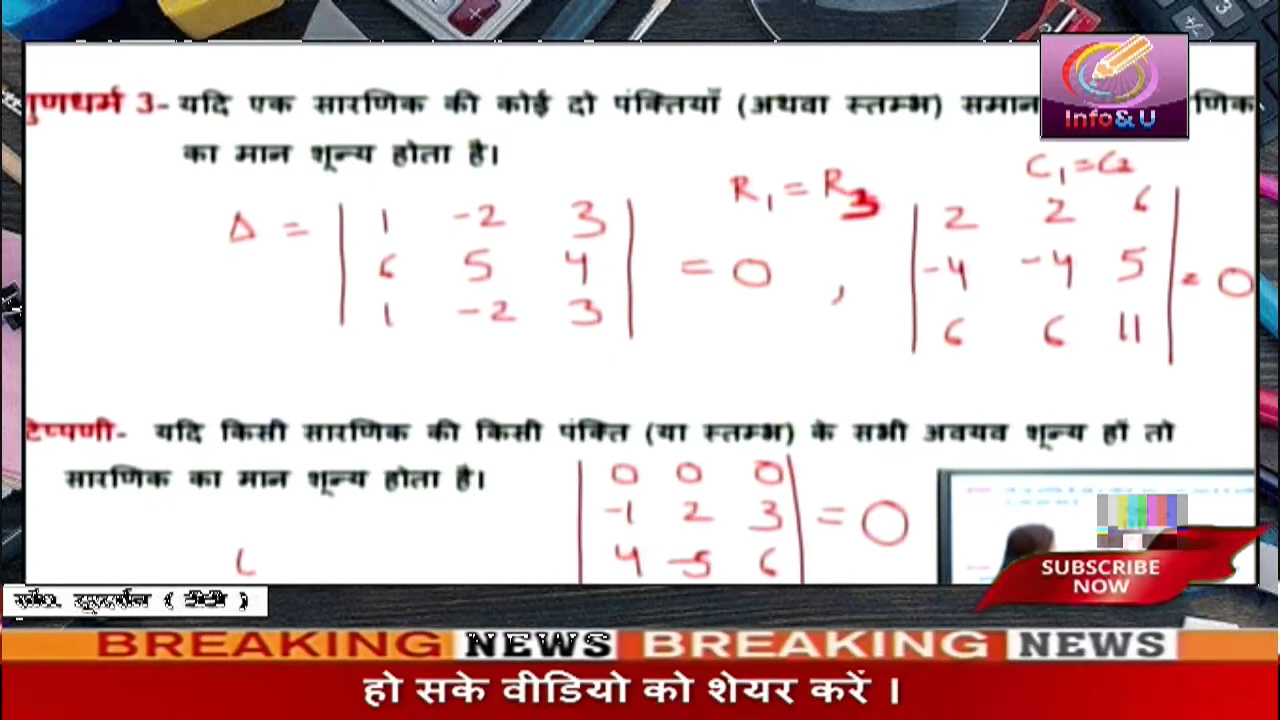 गुणधर्म 3- यदि एक सारणिक की कोई दो पंक्तियाँ (अथवा स्तम्भ) समान णिक
Info&U
का मान शून्य होता है।
C₁=C₂
R₁ = R3
Δ = | 1 -2 3 | | 2 2 6 |
| 6 5 4 | = 0 , | -4 -4 5 | = 0
| 1 -2 3 | | 6 6 11 |
टिप्पणी- यदि किसी सारणिक की किसी पंक्ति (या स्तम्भ) के सभी अवयव शून्य हों तो
सारणिक का मान शून्य होता है।
| 0 0 0 |
| -1 2 3 | = 0
| 4 -5 6 |
SUBSCRIBE
NOW
BREAKING NEWS BREAKING NEWS
हो सके वीडियो को शेयर करें ।